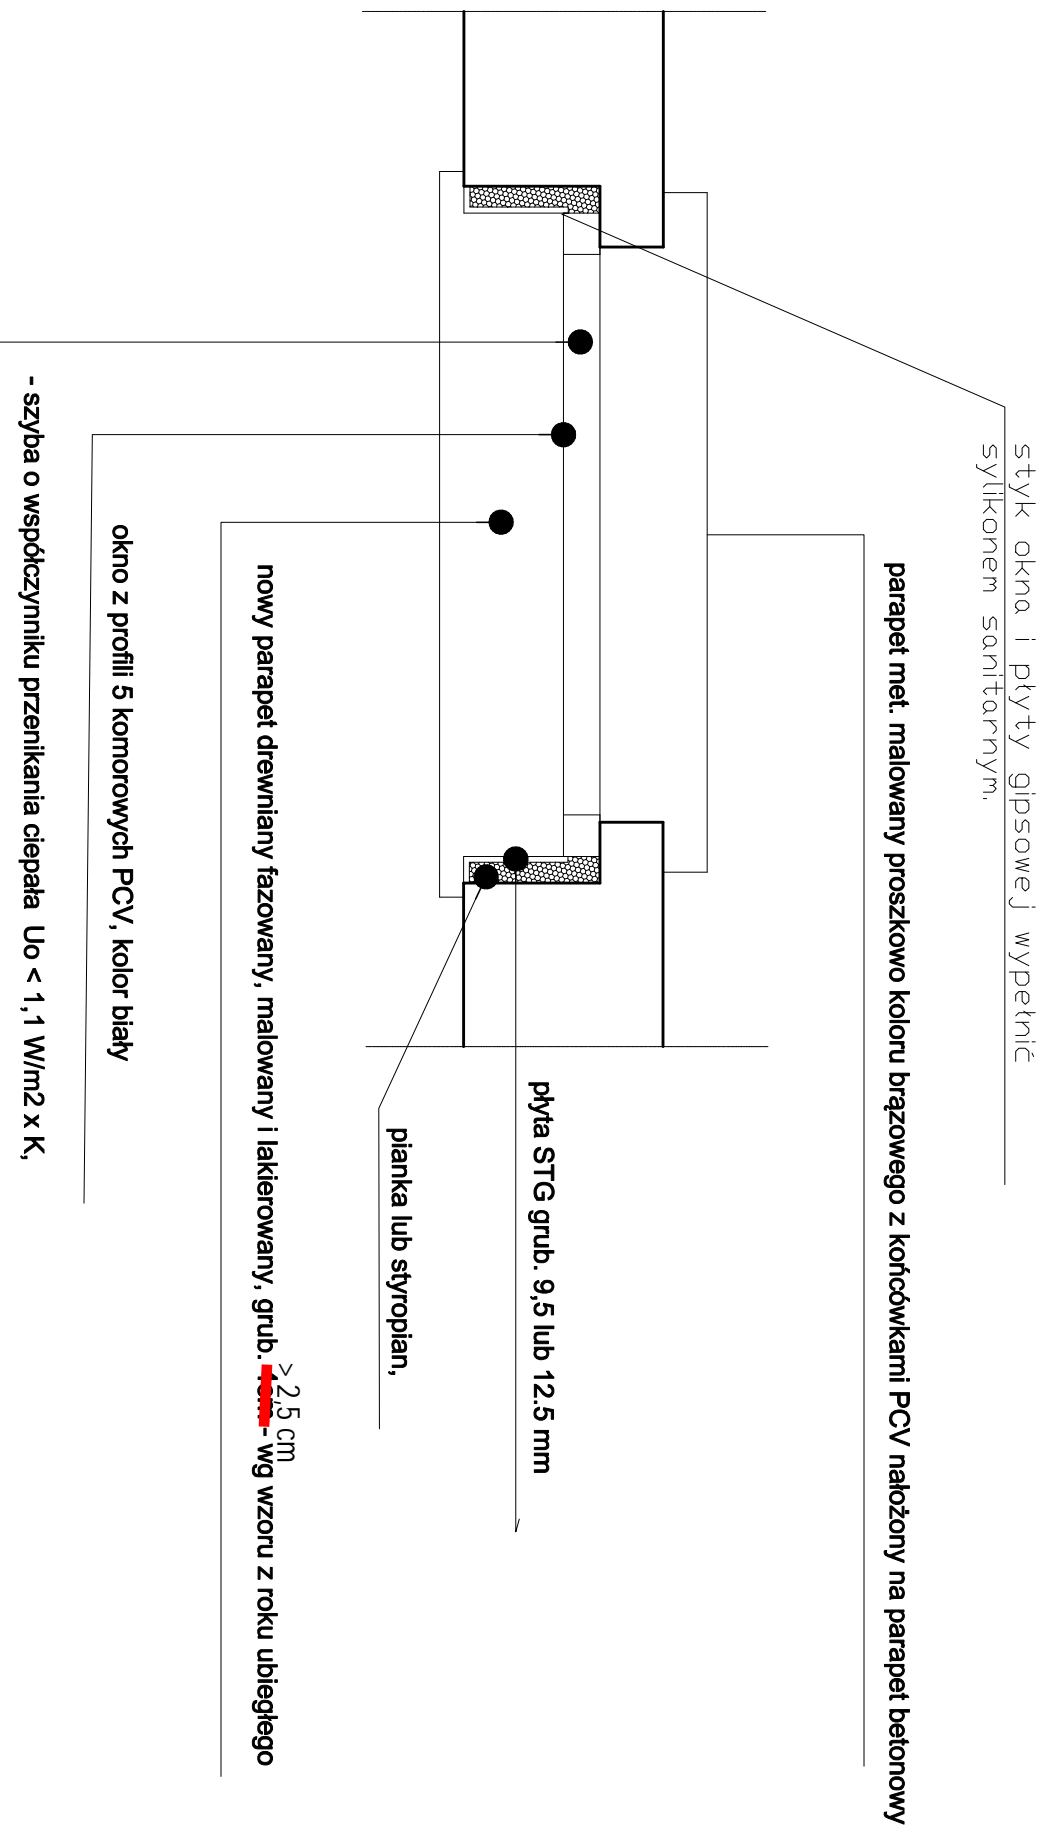 styk okna i płyty gipsowej wypełnić
sylikonem sanitarnym.
parapet met. malowany proszkowo koloru brązowego z końcówkami PCV nałożony na parapet betonowy
płyta STG grub. 9,5 lub 12.5 mm
pianka lub styropian,
> 2,5 cm
nowy parapet drewniany fazowany, malowany i lakierowany, grub. - wg wzoru z roku ubiegłego
okno z profili 5 komorowych PCV, kolor biały
- szyba o współczynniku przenikania ciepała Uo < 1,1 W/m2 x K,